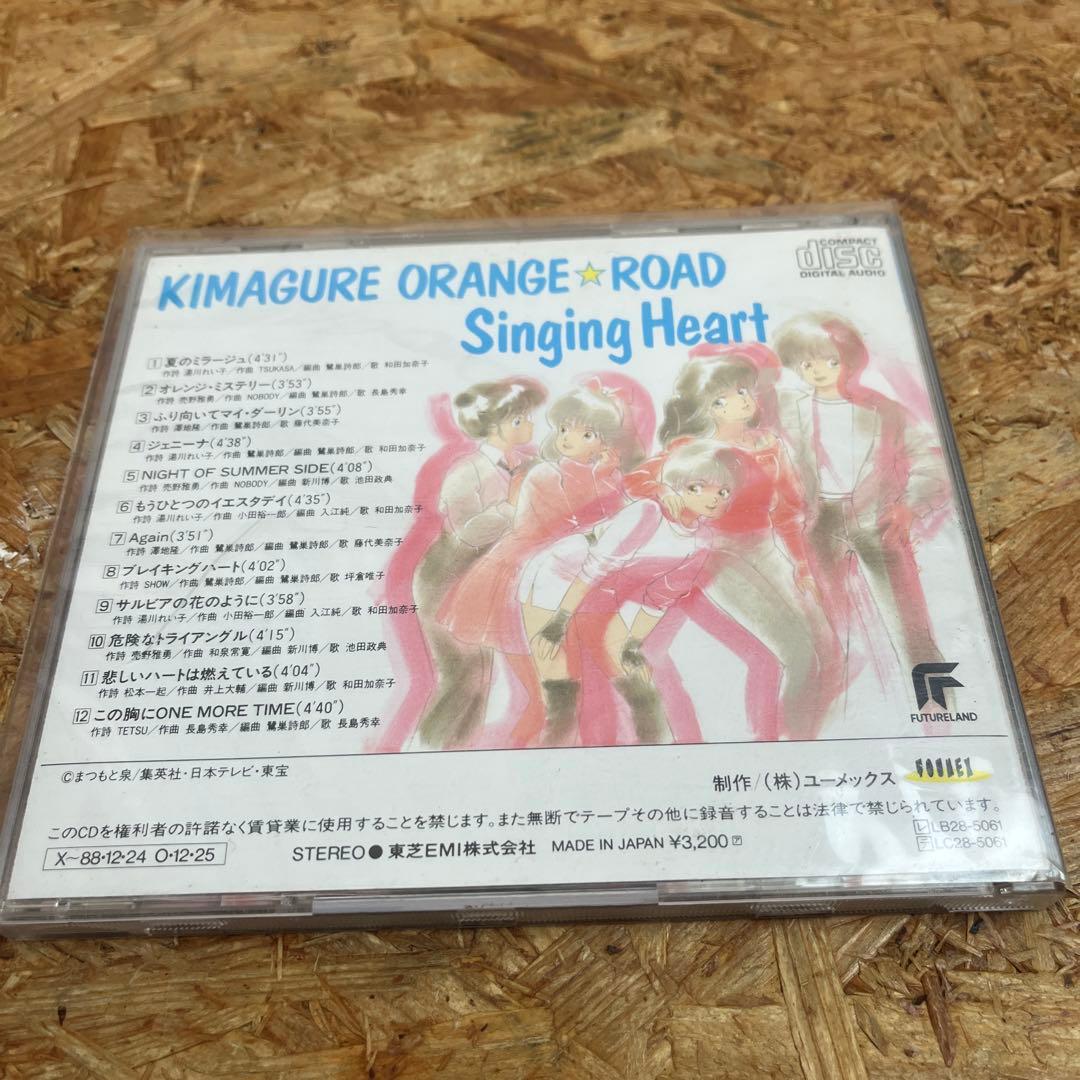 COMPACT
disc
DIGITAL AUDIO
KIMAGURE ORANGE☆ROAD
Singing Heart
1 夏のミラージュ(4'31")
作詩 湯川れい子/作曲 TSUKASA/編曲 鷺巣詩郎/歌 和田加奈子
2 オレンジ・ミステリー(3'53")
作詩 売野雅勇/作曲 NOBODY/編曲 鷺巣詩郎/歌 長島秀幸
3 ふり向いてマイ・ダーリン(3'55")
作詩 澤地隆/作曲 鷺巣詩郎/歌 藤代美奈子
4 ジェニーナ(4'38")
作詩 湯川れい子/作曲 鷺巣詩郎/編曲 鷺巣詩郎/歌 和田加奈子
5 NIGHT OF SUMMER SIDE(4'08")
作詩 売野雅勇/作曲 NOBODY/編曲 新川博/歌 池田政典
6 もうひとつのイエスタデイ(4'35")
作詩 湯川れい子/作曲 小田裕一郎/編曲 入江純/歌 和田加奈子
7 Again(3'51")
作詩 澤地隆/作曲 鷺巣詩郎/編曲 鷺巣詩郎/歌 藤代美奈子
8 ブレイキングハート(4'02")
作詩 SHOW/作曲 鷺巣詩郎/編曲 鷺巣詩郎/歌 坪倉唯子
9 サルビアの花のように(3'58")
作詩 湯川れい子/作曲 小田裕一郎/編曲 入江純/歌 和田加奈子
10 危険なトライアングル(4'15")
作詩 売野雅勇/作曲 和泉常寛/編曲 新川博/歌 池田政典
11 悲しいハートは燃えている(4'04")
作詩 松本一起/作曲 井上大輔/編曲 新川博/歌 和田加奈子
12 この胸にONE MORE TIME(4'40")
作詩 TETSU/作曲 長島秀幸/編曲 鷺巣詩郎/歌 長島秀幸
FUTURELAND
©まつもと泉/集英社・日本テレビ・東宝
制作/(株)ユーメックス
このCDを権利者の許諾なく賃貸業に使用することを禁じます。また無断でテープその他に録音することは法律で禁じられています。
レ LB28-5061
X~88・12・24 O・12・25
STEREO● 東芝EMI株式会社 MADE IN JAPAN ¥3,200
テ LC28-5061